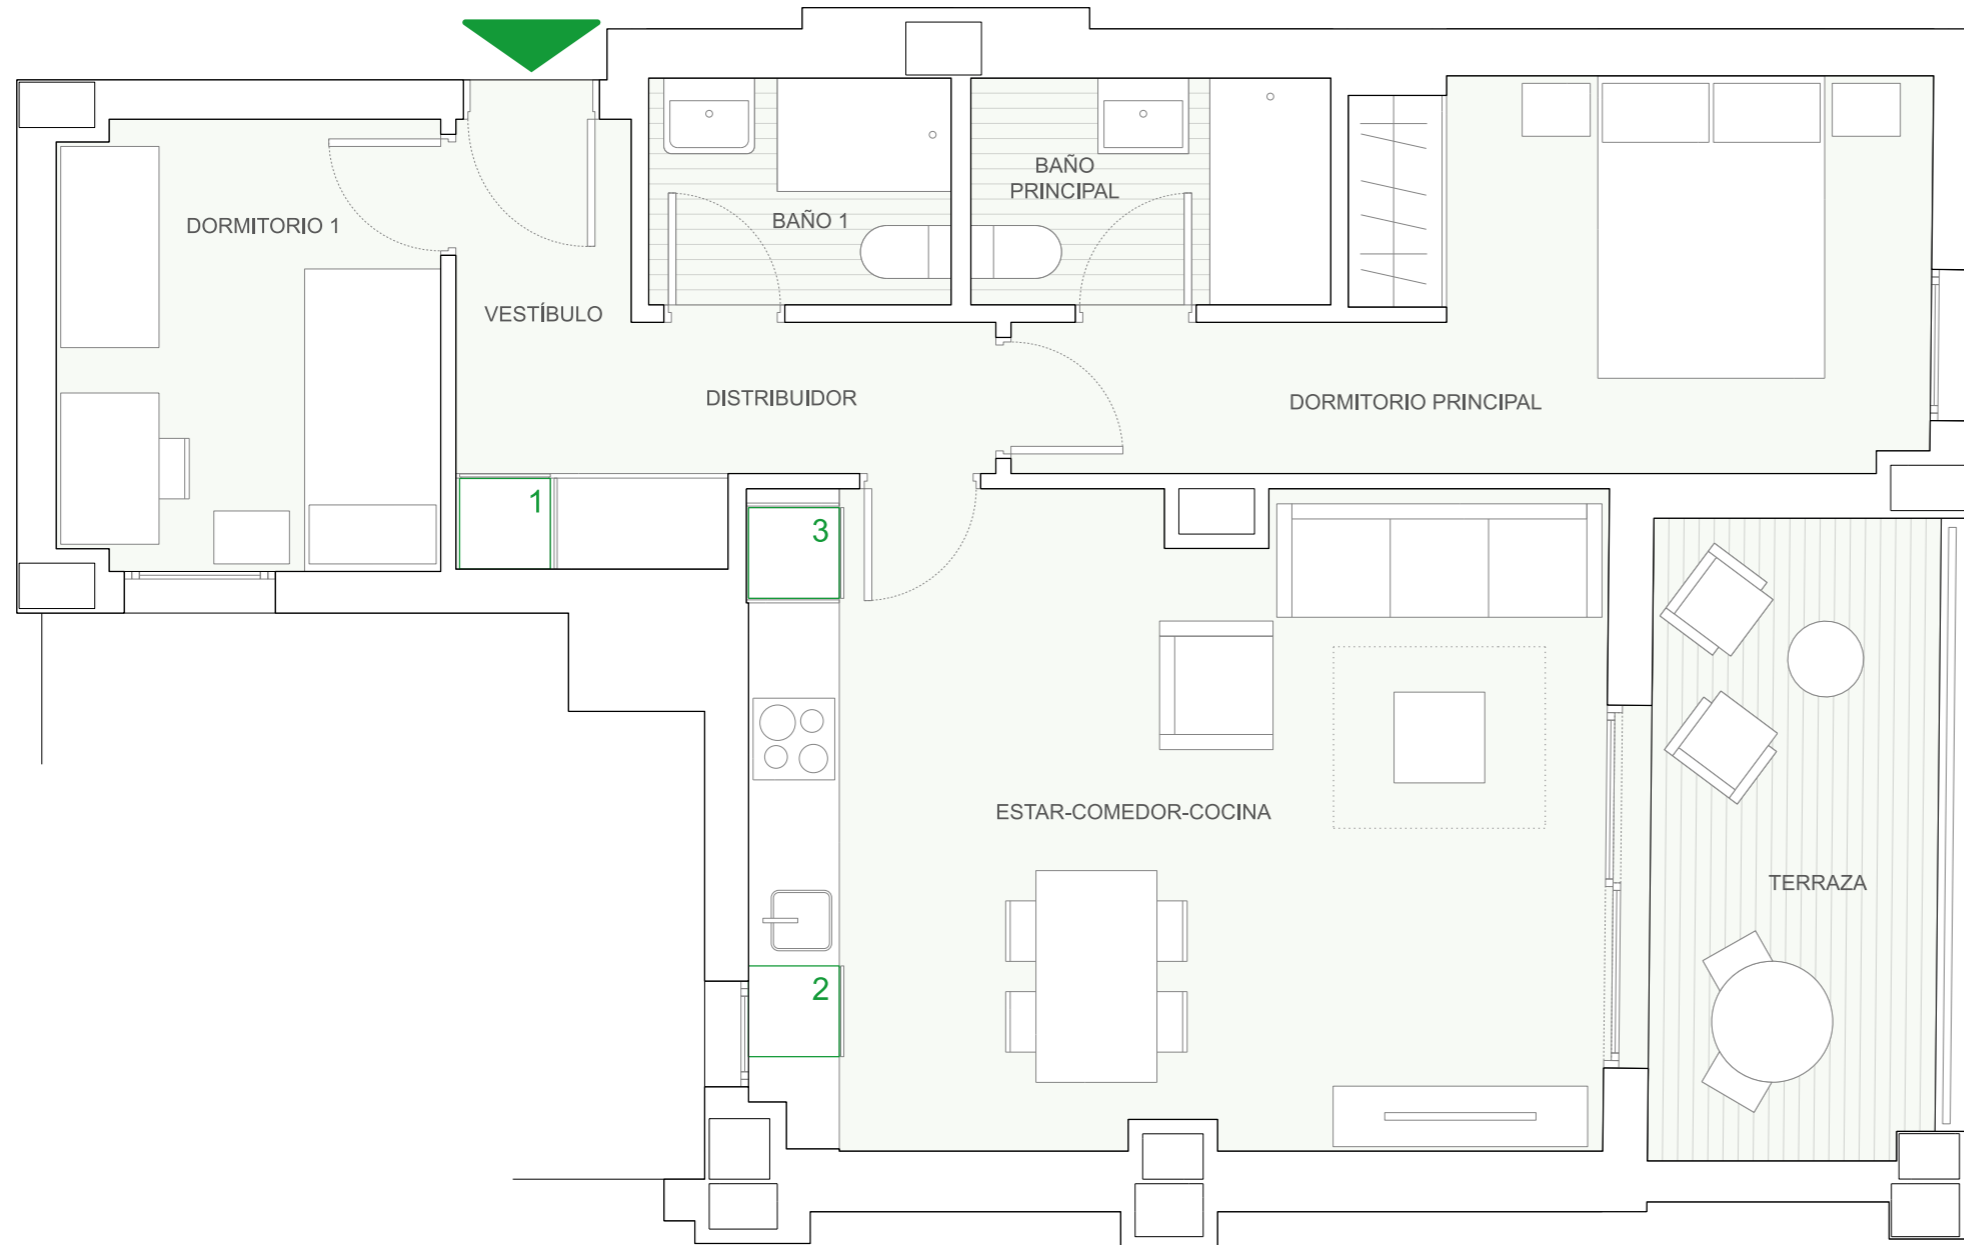 BAÑO
PRINCIPAL
DORMITORIO 1
BAÑO 1
VESTÍBULO
DISTRIBUIDOR
DORMITORIO PRINCIPAL
1
3
ESTAR-COMEDOR-COCINA
TERRAZA
2